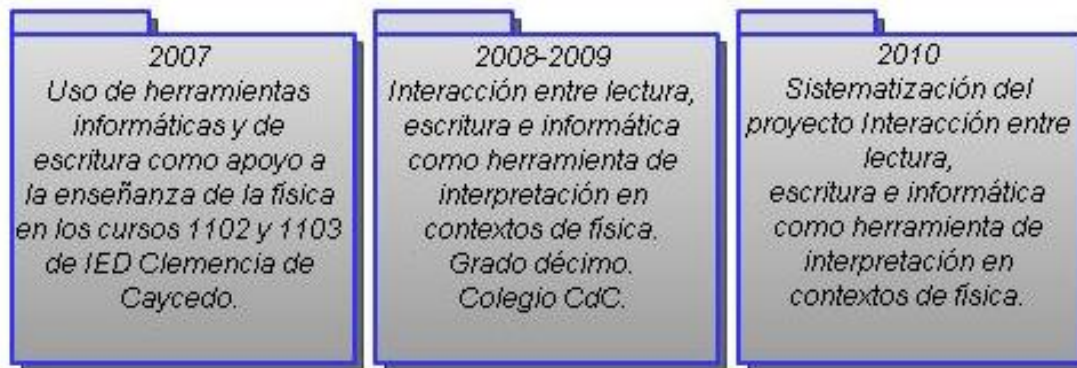 2007
Uso de herramientas
informáticas y de
escritura como apoyo a
la enseñanza de la física
en los cursos 1102 y 1103
de IED Clemencia de
Caycedo.
2008-2009
Interacción entre lectura,
escritura e informática
como herramienta de
interpretación en
contextos de física.
Grado décimo.
Colegio CdC.
2010
Sistematización del
proyecto Interacción entre
lectura,
escritura e informática
como herramienta de
interpretación en
contextos de física.